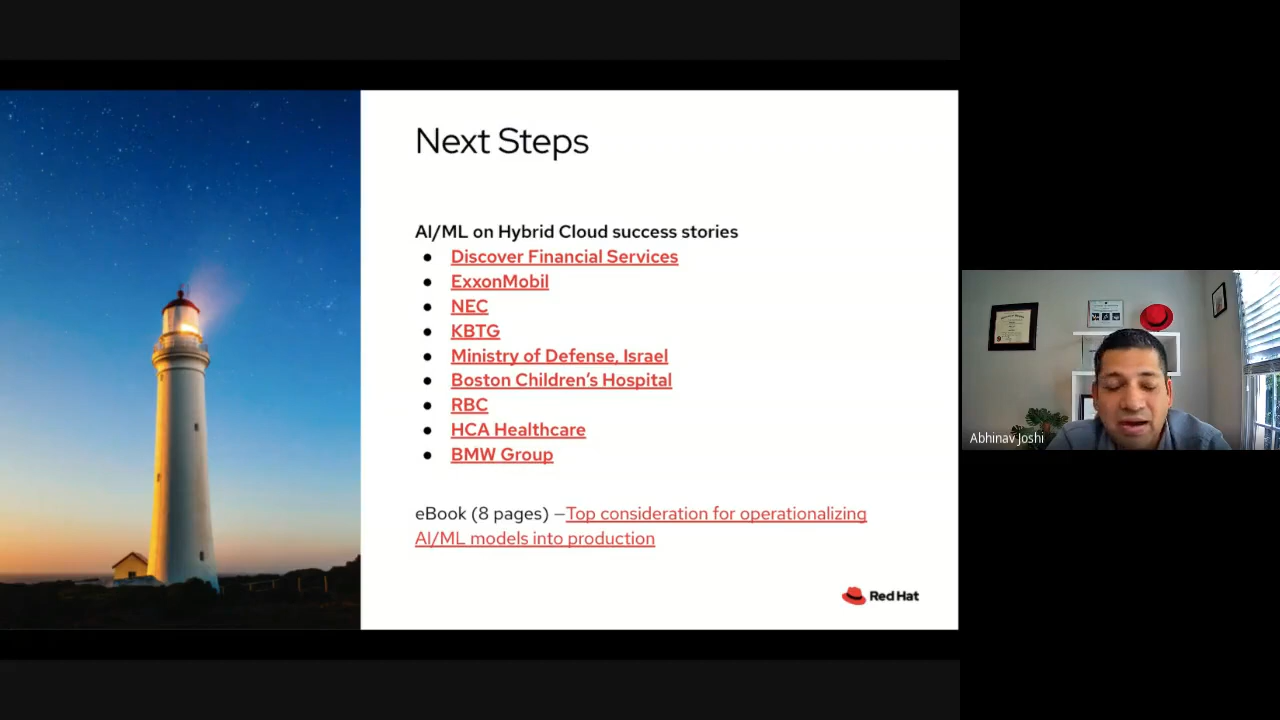 Next Steps
AI/ML on Hybrid Cloud success stories
● Discover Financial Services
● ExxonMobil
● NEC
● KBTG
● Ministry of Defense, Israel
● Boston Children's Hospital
● RBC
● HCA Healthcare
● BMW Group
eBook (8 pages) –Top consideration for operationalizing
AI/ML models into production
Red Hat
Abhinav Joshi